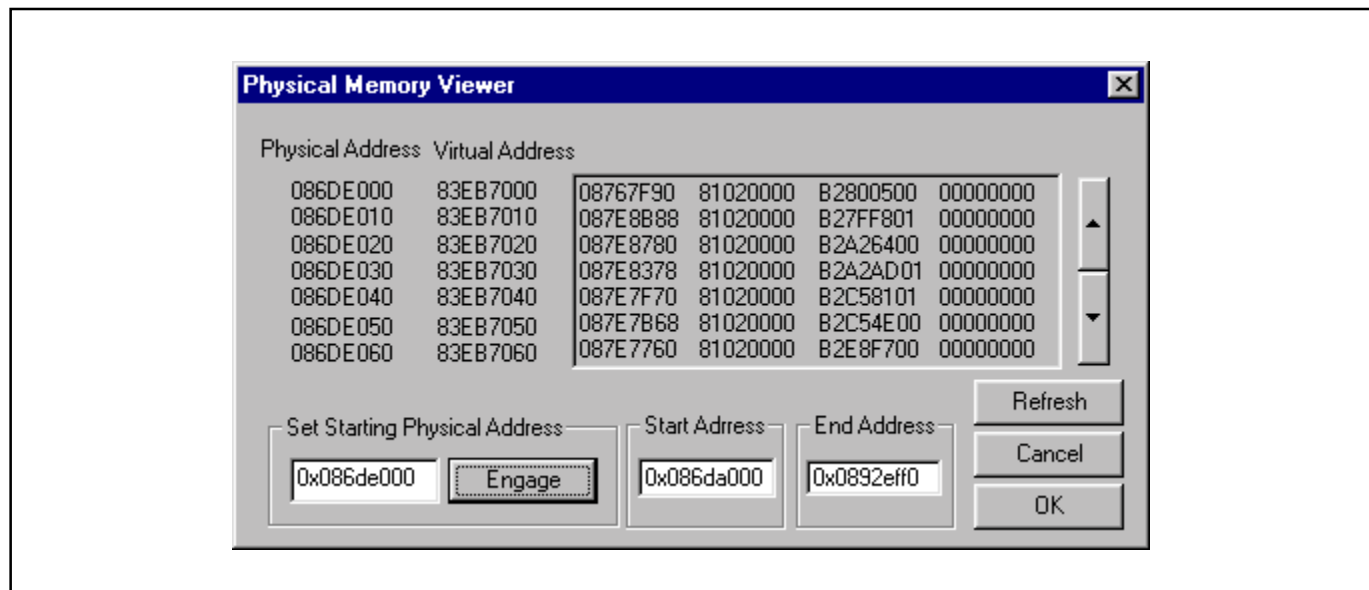 Physical Memory Viewer
Physical Address Virtual Address
086DE000 83EB7000 08767F90 81020000 B2800500 00000000
086DE010 83EB7010 087E8B88 81020000 B27FF801 00000000
086DE020 83EB7020 087E8780 81020000 B2A26400 00000000
086DE030 83EB7030 087E8378 81020000 B2A2AD01 00000000
086DE040 83EB7040 087E7F70 81020000 B2C58101 00000000
086DE050 83EB7050 087E7B68 81020000 B2C54E00 00000000
086DE060 83EB7060 087E7760 81020000 B2E8F700 00000000
Set Starting Physical Address Start Adrress End Address
0x086de000 Engage 0x086da000 0x0892eff0
Refresh
Cancel
OK